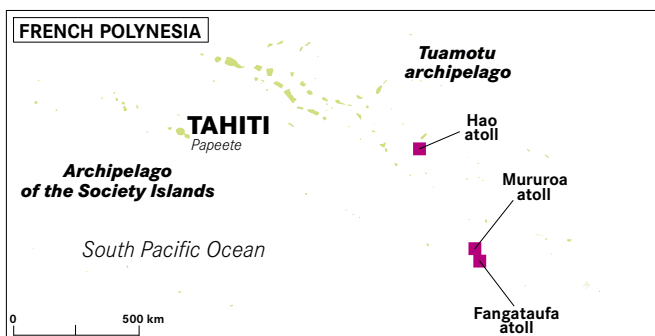 FRENCH POLYNESIA
Tuamotu
archipelago
TAHITI
Papeete
Hao
atoll
Archipelago
of the Society Islands
Mururoa
atoll
South Pacific Ocean
Fangataufa
atoll
0 500 km